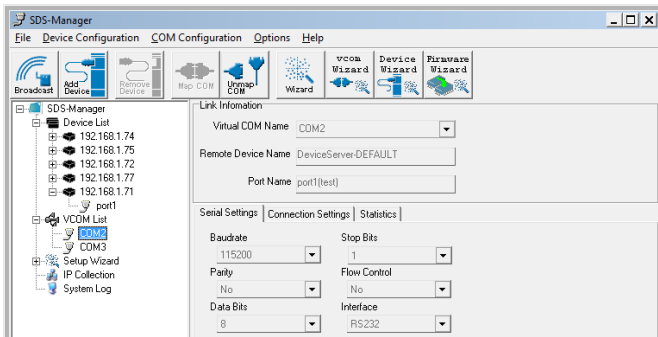 SDS-Manager
File Device Configuration COM Configuration Options Help
Broadcast Add Device Remove Device Map COM Unmap COM Wizard vcom Wizard Device Wizard Firmware Wizard
SDS-Manager
Device List
192.168.1.74
192.168.1.75
192.168.1.72
192.168.1.77
192.168.1.71
port1
VCOM List
COM2
COM3
Setup Wizard
IP Collection
System Log
Link Infomation
Virtual COM Name COM2
Remote Device Name DeviceServer-DEFAULT
Port Name port1(test)
Serial Settings Connection Settings Statistics
Baudrate Stop Bits
115200 1
Parity Flow Control
No No
Data Bits Interface
8 RS232